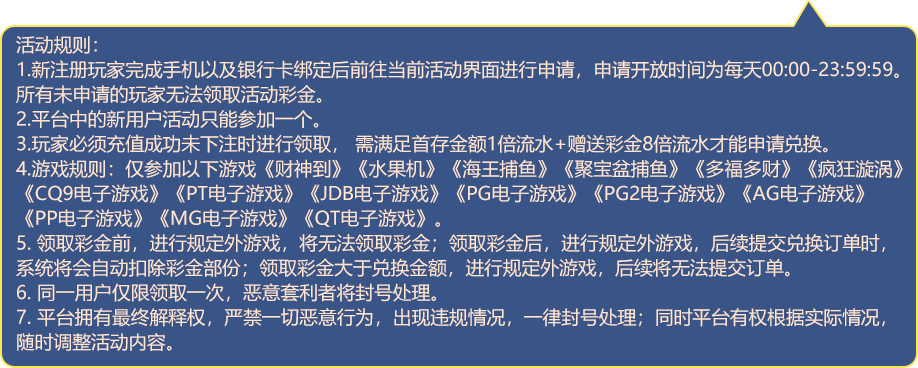 活动规则：
1.新注册玩家完成手机以及银行卡绑定后前往当前活动界面进行申请，申请开放时间为每天00:00-23:59:59。
所有未申请的玩家无法领取活动彩金。
2.平台中的新用户活动只能参加一个。
3.玩家必须充值成功未下注时进行领取， 需满足首存金额1倍流水+赠送彩金8倍流水才能申请兑换。
4.游戏规则：仅参加以下游戏《财神到》《水果机》《海王捕鱼》《聚宝盆捕鱼》《多福多财》《疯狂漩涡》
《CQ9电子游戏》《PT电子游戏》《JDB电子游戏》《PG电子游戏》《PG2电子游戏》《AG电子游戏》
《PP电子游戏》《MG电子游戏》《QT电子游戏》。
5. 领取彩金前，进行规定外游戏，将无法领取彩金；领取彩金后，进行规定外游戏，后续提交兑换订单时，
系统将会自动扣除彩金部份；领取彩金大于兑换金额，进行规定外游戏，后续将无法提交订单。
6. 同一用户仅限领取一次，恶意套利者将封号处理。
7. 平台拥有最终解释权，严禁一切恶意行为，出现违规情况，一律封号处理；同时平台有权根据实际情况，
随时调整活动内容。